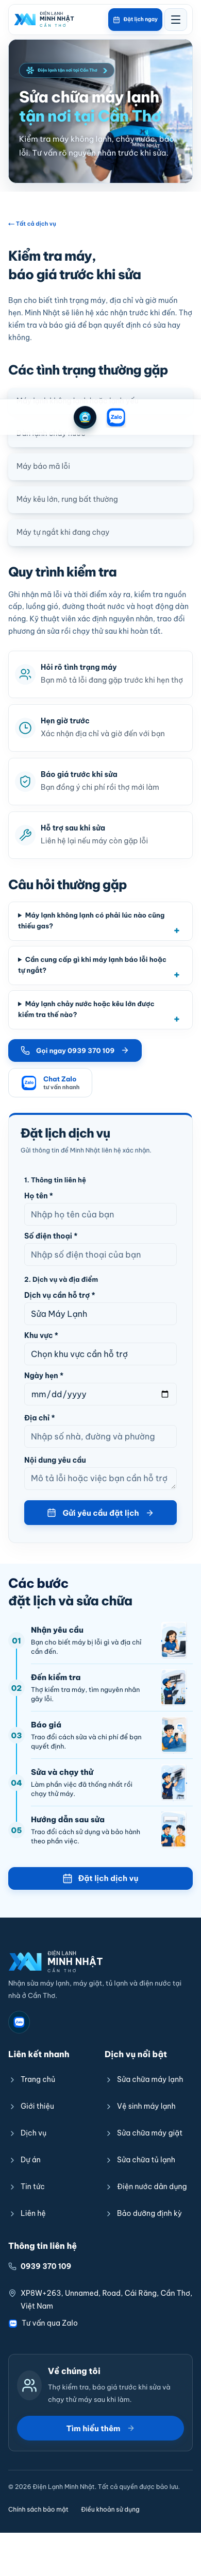 ĐIỆN LẠNH
MINH NHẬT
CẦN THƠ
Đặt lịch ngay
Điện lạnh tận nơi tại Cần Thơ
Sửa chữa máy lạnh
tận nơi tại Cần Thơ
Kiểm tra máy không lạnh, chảy nước, báo
lỗi. Tư vấn rõ nguyên nhân trước khi sửa.
MINH NHẬT
← Tất cả dịch vụ
Kiểm tra máy,
báo giá trước khi sửa
Bạn cho biết tình trạng máy, địa chỉ và giờ muốn
hẹn. Minh Nhật sẽ liên hệ xác nhận trước khi đến. Thợ
kiểm tra và báo giá để bạn quyết định có sửa hay
không.
Các tình trạng thường gặp
Zalo
Máy báo mã lỗi
Máy kêu lớn, rung bất thường
Máy tự ngắt khi đang chạy
Quy trình kiểm tra
Ghi nhận mã lỗi và thời điểm xảy ra, kiểm tra nguồn
cấp, luồng gió, đường thoát nước và hoạt động dàn
nóng. Kỹ thuật viên xác định nguyên nhân, trao đổi
phương án sửa rồi chạy thử sau khi hoàn tất.
Hỏi rõ tình trạng máy
Bạn mô tả lỗi đang gặp trước khi hẹn thợ
Hẹn giờ trước
Xác nhận địa chỉ và giờ đến với bạn
Báo giá trước khi sửa
Bạn đồng ý chi phí rồi thợ mới làm
Hỗ trợ sau khi sửa
Liên hệ lại nếu máy còn gặp lỗi
Câu hỏi thường gặp
Máy lạnh không lạnh có phải lúc nào cũng
thiếu gas?
Cần cung cấp gì khi máy lạnh báo lỗi hoặc
tự ngắt?
Máy lạnh chảy nước hoặc kêu lớn được
kiểm tra thế nào?
Gọi ngay 0939 370 109
Zalo
Chat Zalo
tư vấn nhanh
Đặt lịch dịch vụ
Gửi thông tin để Minh Nhật liên hệ xác nhận.
1. Thông tin liên hệ
Họ tên *
Nhập họ tên của bạn
Số điện thoại *
Nhập số điện thoại của bạn
2. Dịch vụ và địa điểm
Dịch vụ cần hỗ trợ *
Sửa Máy Lạnh
Khu vực *
Chọn khu vực cần hỗ trợ
Ngày hẹn *
mm/dd/yyyy
Địa chỉ *
Nhập số nhà, đường và phường
Nội dung yêu cầu
Mô tả lỗi hoặc việc bạn cần hỗ trợ
Gửi yêu cầu đặt lịch
Các bước
đặt lịch và sửa chữa
01
Nhận yêu cầu
Bạn cho biết máy bị lỗi gì và địa chỉ
cần đến.
02
Đến kiểm tra
Thợ kiểm tra máy, tìm nguyên nhân
gây lỗi.
03
Báo giá
Trao đổi cách sửa và chi phí để bạn
quyết định.
04
Sửa và chạy thử
Làm phần việc đã thống nhất rồi
chạy thử máy.
05
Hướng dẫn sau sửa
Trao đổi cách sử dụng và bảo hành
theo phần việc.
Đặt lịch dịch vụ
ĐIỆN LẠNH
MINH NHẬT
CẦN THƠ
Nhận sửa máy lạnh, máy giặt, tủ lạnh và điện nước tại
nhà ở Cần Thơ.
Liên kết nhanh
Trang chủ
Giới thiệu
Dịch vụ
Dự án
Tin tức
Liên hệ
Dịch vụ nổi bật
Sửa chữa máy lạnh
Vệ sinh máy lạnh
Sửa chữa máy giặt
Sửa chữa tủ lạnh
Điện nước dân dụng
Bảo dưỡng định kỳ
Thông tin liên hệ
0939 370 109
XP8W+263, Unnamed, Road, Cái Răng, Cần Thơ,
Việt Nam
Tư vấn qua Zalo
Về chúng tôi
Thợ kiểm tra, báo giá trước khi sửa và
chạy thử máy sau khi làm.
Tìm hiểu thêm
© 2026 Điện Lạnh Minh Nhật. Tất cả quyền được bảo lưu.
Chính sách bảo mật
Điều khoản sử dụng